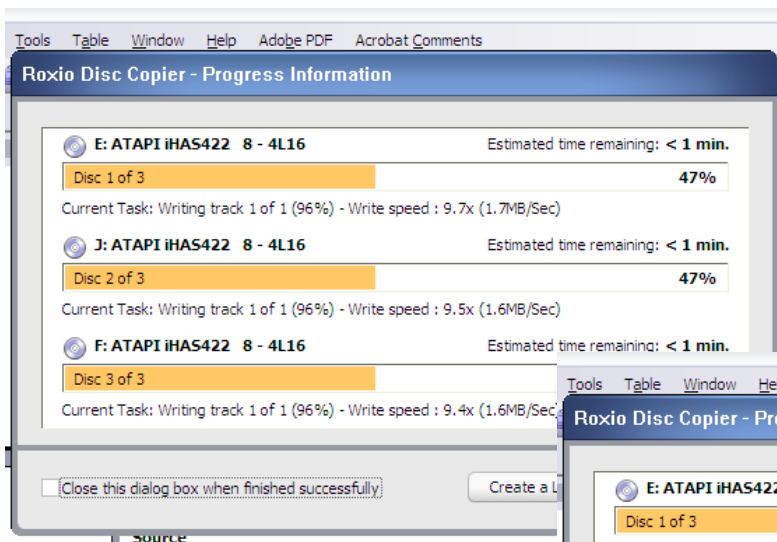 Tools Table Window Help Adobe PDF Acrobat Comments
Roxio Disc Copier - Progress Information
E: ATAPI iHAS422 8 - 4L16 Estimated time remaining: < 1 min.
Disc 1 of 3 47%
Current Task: Writing track 1 of 1 (96%) - Write speed : 9.7x (1.7MB/Sec)
J: ATAPI iHAS422 8 - 4L16 Estimated time remaining: < 1 min.
Disc 2 of 3 47%
Current Task: Writing track 1 of 1 (96%) - Write speed : 9.5x (1.6MB/Sec)
F: ATAPI iHAS422 8 - 4L16 Estimated time remaining: < 1 min.
Disc 3 of 3
Current Task: Writing track 1 of 1 (96%) - Write speed : 9.4x (1.6MB/Sec
Close this dialog box when finished successfully Create a L
Source
Tools Table Window He
Roxio Disc Copier - Pr
E: ATAPI iHAS422
Disc 1 of 3